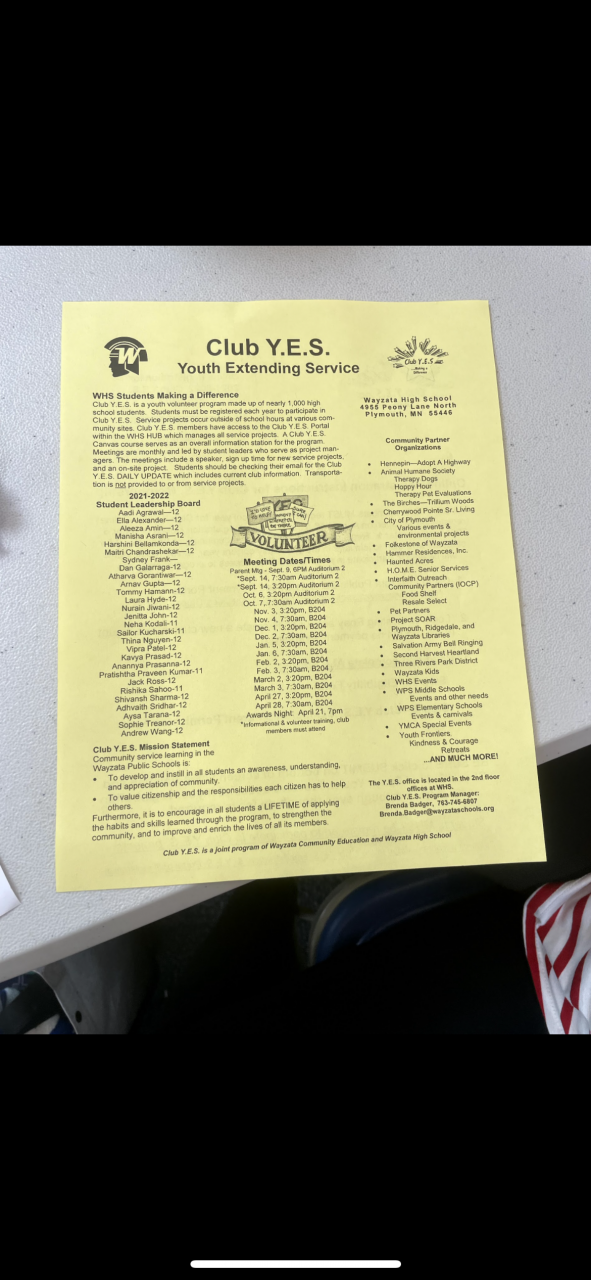 Club Y.E.S.
Youth Extending Service
W
Club Y.E.S
WHS Students Making a Difference
Club Y.E.S. is a youth volunteer program made up of nearly 1,000 high
school students. Students must be registered each year to participate in
Club Y.E.S. Service projects occur outside of school hours at various com-
munity sites. Club Y.E.S. members have access to the Club Y.E.S. Portal
within the WHS HUB which manages all service projects. A Club Y.E.S.
Canvas course serves as an overall information station for the program.
Meetings are monthly and led by student leaders who serve as project man-
agers. The meetings include a speaker, sign up time for new service projects,
and an on-site project. Students should be checking their email for the Club
Y.E.S. DAILY UPDATE which includes current club information. Transporta-
tion is not provided to or from service projects.
2021-2022
Student Leadership Board
Aadi Agrawal—12
Ella Alexander—12
Aleeza Amin—12
Manisha Asrani—12
Harshini Bellamkonda—12
Maitri Chandrashekar—12
Sydney Frank—
Dan Galarraga-12
Atharva Gorantiwar—12
Arnav Gupta—12
Tommy Hamann-12
Laura Hyde-12
Nurain Jiwani-12
Jenitta John-12
Neha Kodali-11
Sailor Kucharski-11
Thina Nguyen-12
Vipra Patel-12
Kavya Prasad-12
Anannya Prasanna-12
Pratishtha Praveen Kumar-11
Jack Ross-12
Rishika Sahoo-11
Shivansh Sharma-12
Adhvaith Sridhar-12
Aysa Tarana-12
Sophie Treanor-12
Andrew Wang-12
YES
VOLUNTEER
Meeting Dates/Times
Parent Mtg - Sept. 9, 6PM Auditorium 2
*Sept. 14, 7:30am Auditorium 2
*Sept. 14, 3:20pm Auditorium 2
Oct. 6, 3:20pm Auditorium 2
Oct. 7, 7:30am Auditorium 2
Nov. 3, 3:20pm, B204
Nov. 4, 7:30am, B204
Dec. 1, 3:20pm, B204
Dec. 2, 7:30am, B204
Jan. 5, 3:20pm, B204
Jan. 6, 7:30am, B204
Feb. 2, 3:20pm, B204
Feb. 3, 7:30am, B204
March 2, 3:20pm, B204
March 3, 7:30am, B204
April 27, 3:20pm, B204
April 28, 7:30am, B204
Awards Night: April 21, 7pm
*Informational & volunteer training, club
members must attend
Wayzata High School
4955 Peony Lane North
Plymouth, MN 55446
Community Partner
Organizations
• Hennepin—Adopt A Highway
• Animal Humane Society
Therapy Dogs
Hoppy Hour
Therapy Pet Evaluations
• The Birches—Trillium Woods
• Cherrywood Pointe Sr. Living
• City of Plymouth
Various events &
environmental projects
• Folkestone of Wayzata
• Hammer Residences, Inc.
• Haunted Acres
• H.O.M.E. Senior Services
• Interfaith Outreach
Community Partners (IOCP)
Food Shelf
Resale Select
• Pet Partners
• Project SOAR
• Plymouth, Ridgedale, and
Wayzata Libraries
• Salvation Army Bell Ringing
• Second Harvest Heartland
• Three Rivers Park District
• Wayzata Kids
• WHS Events
• WPS Middle Schools
Events and other needs
• WPS Elementary Schools
Events & carnivals
• YMCA Special Events
• Youth Frontiers
Kindness & Courage
Retreats
...AND MUCH MORE!
Club Y.E.S. Mission Statement
Community service learning in the
Wayzata Public Schools is:
• To develop and instill in all students an awareness, understanding,
and appreciation of community.
• To value citizenship and the responsibilities each citizen has to help
others.
Furthermore, it is to encourage in all students a LIFETIME of applying
the habits and skills learned through the program, to strengthen the
community, and to improve and enrich the lives of all its members.
The Y.E.S. office is located in the 2nd floor
offices at WHS.
Club Y.E.S. Program Manager:
Brenda Badger, 763-745-6807
Brenda.Badger@wayzataschools.org
Club Y.E.S. is a joint program of Wayzata Community Education and Wayzata High School